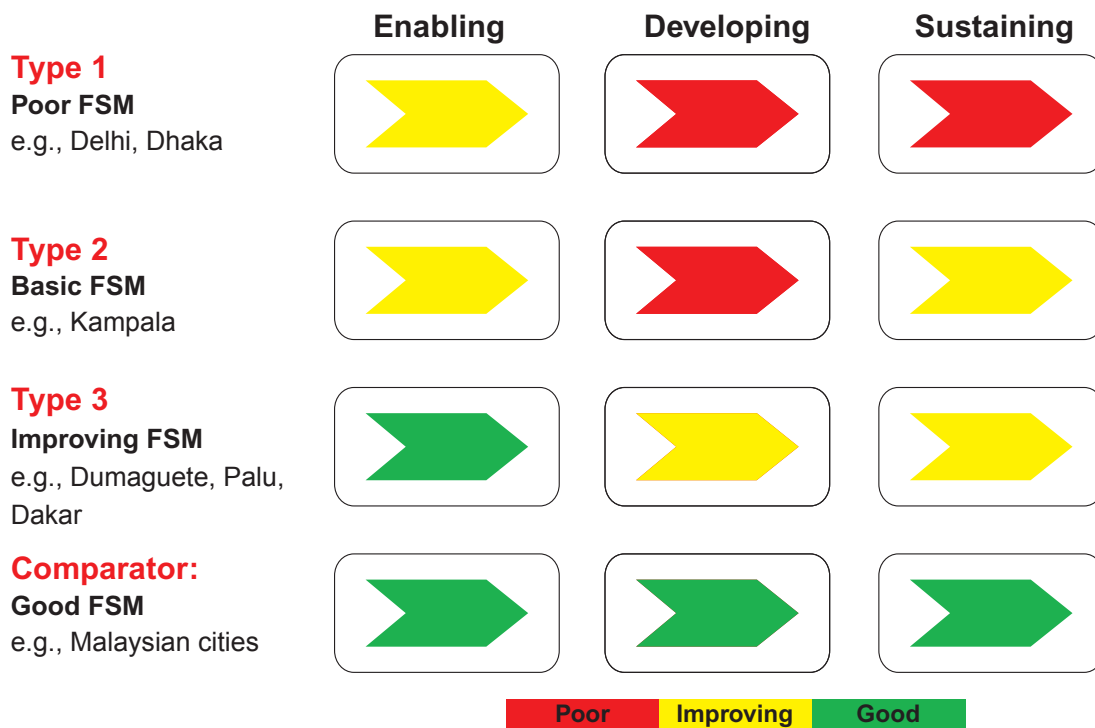 Enabling Developing Sustaining
Type 1
Poor FSM
e.g., Delhi, Dhaka
Type 2
Basic FSM
e.g., Kampala
Type 3
Improving FSM
e.g., Dumaguete, Palu,
Dakar
Comparator:
Good FSM
e.g., Malaysian cities
Poor Improving Good